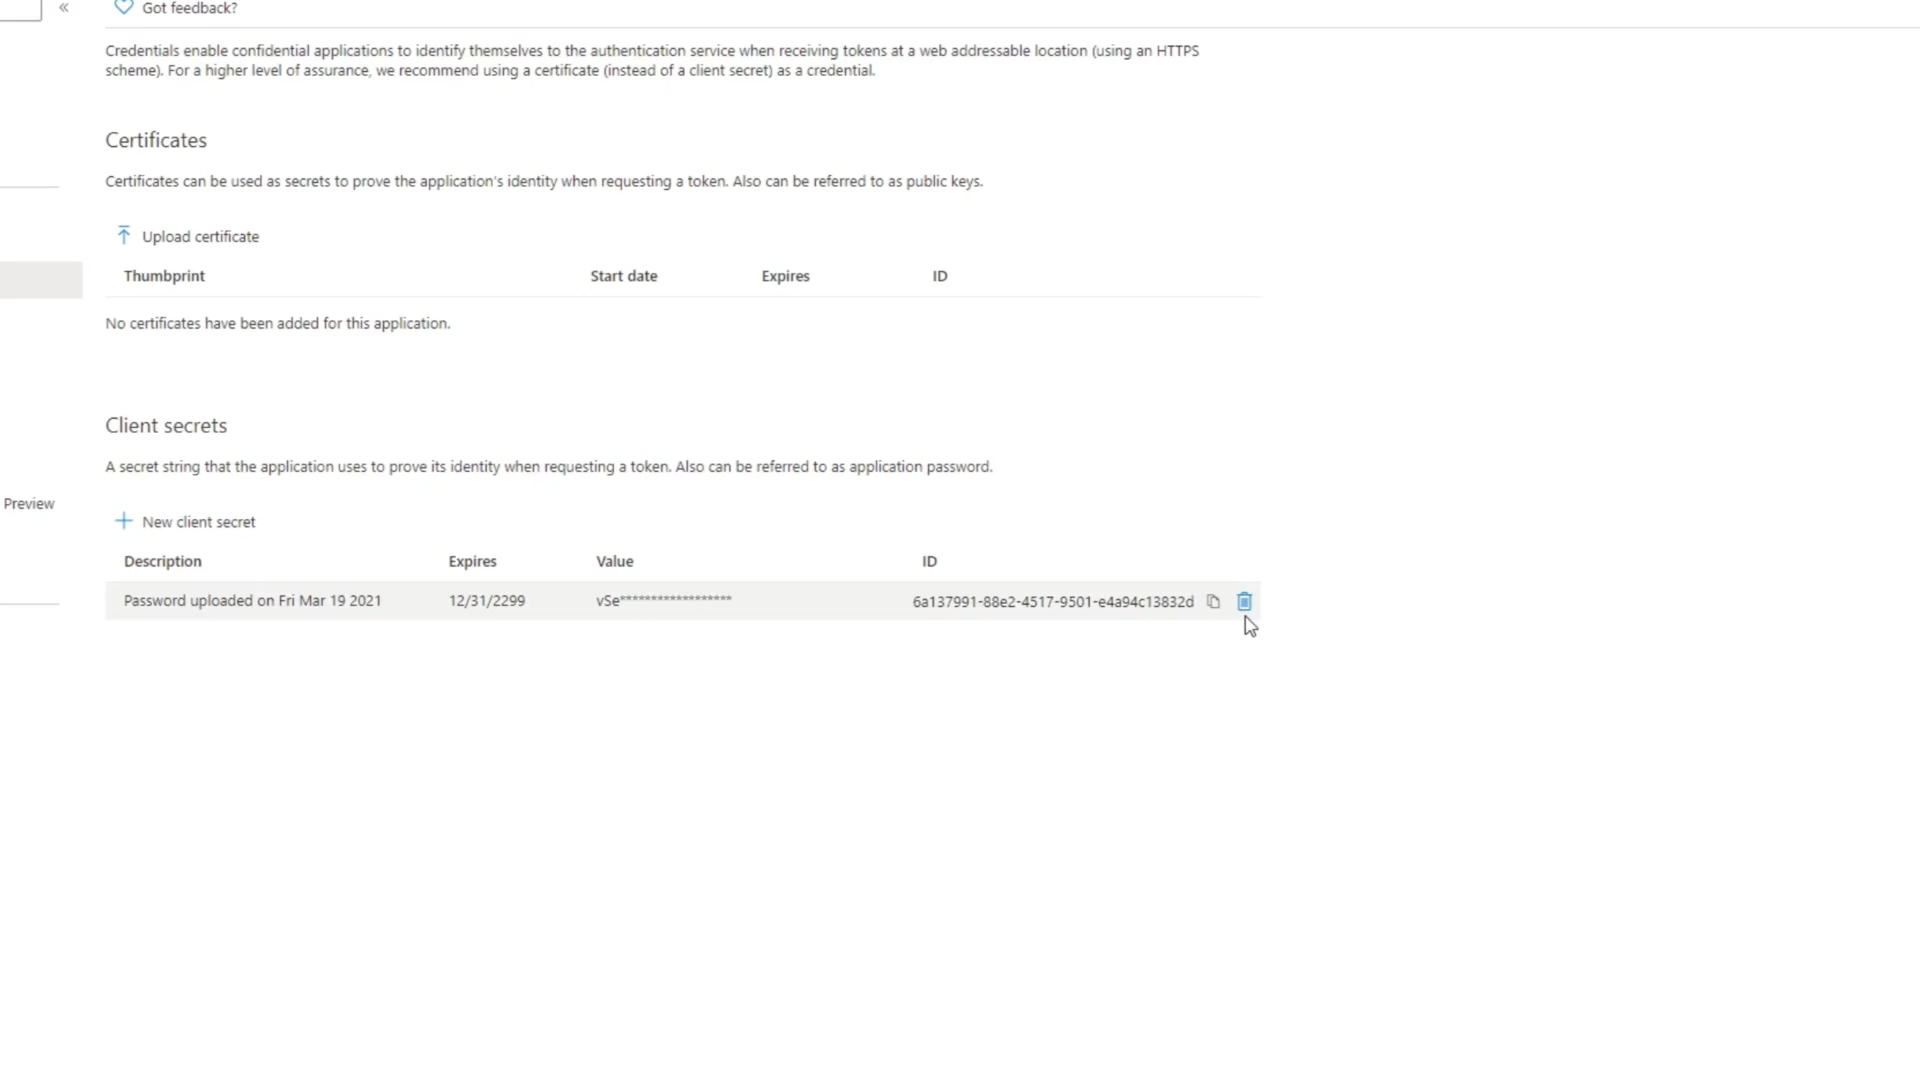 «
Got feedback?
Credentials enable confidential applications to identify themselves to the authentication service when receiving tokens at a web addressable location (using an HTTPS
scheme). For a higher level of assurance, we recommend using a certificate (instead of a client secret) as a credential.
Certificates
Certificates can be used as secrets to prove the application's identity when requesting a token. Also can be referred to as public keys.
Upload certificate
Thumbprint Start date Expires ID
No certificates have been added for this application.
Client secrets
A secret string that the application uses to prove its identity when requesting a token. Also can be referred to as application password.
Preview
New client secret
Description Expires Value ID
Password uploaded on Fri Mar 19 2021 12/31/2299 vSe****************** 6a137991-88e2-4517-9501-e4a94c13832d